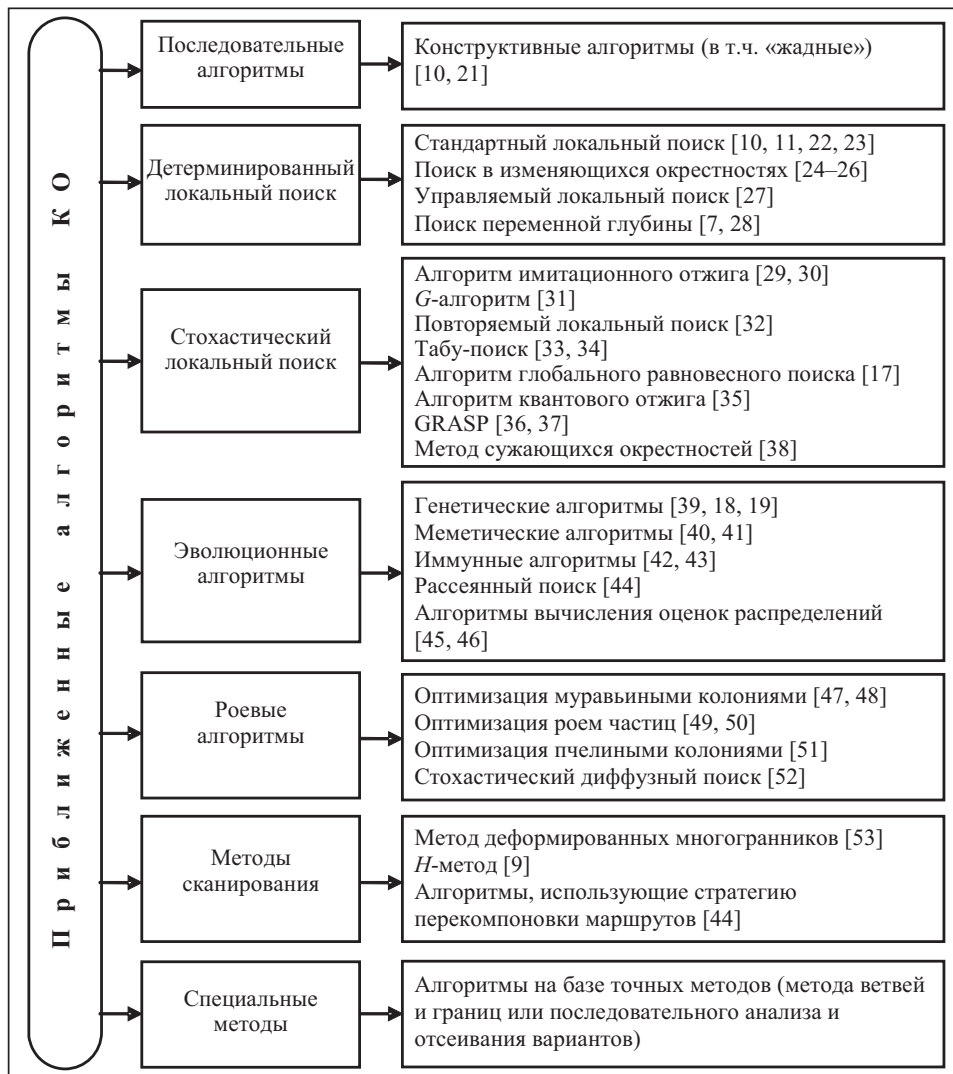 Приближенные алгоритмы КО
Последовательные
алгоритмы
Конструктивные алгоритмы (в т.ч. «жадные»)
[10, 21]
Детерминированный
локальный поиск
Стандартный локальный поиск [10, 11, 22, 23]
Поиск в изменяющихся окрестностях [24–26]
Управляемый локальный поиск [27]
Поиск переменной глубины [7, 28]
Стохастический
локальный поиск
Алгоритм имитационного отжига [29, 30]
G-алгоритм [31]
Повторяемый локальный поиск [32]
Табу-поиск [33, 34]
Алгоритм глобального равновесного поиска [17]
Алгоритм квантового отжига [35]
GRASP [36, 37]
Метод сужающихся окрестностей [38]
Эволюционные
алгоритмы
Генетические алгоритмы [39, 18, 19]
Меметические алгоритмы [40, 41]
Иммунные алгоритмы [42, 43]
Рассеянный поиск [44]
Алгоритмы вычисления оценок распределений
[45, 46]
Роевые
алгоритмы
Оптимизация муравьиными колониями [47, 48]
Оптимизация роем частиц [49, 50]
Оптимизация пчелиными колониями [51]
Стохастический диффузный поиск [52]
Методы
сканирования
Метод деформированных многогранников [53]
H-метод [9]
Алгоритмы, использующие стратегию
перекомпоновки маршрутов [44]
Специальные
методы
Алгоритмы на базе точных методов (метода ветвей
и границ или последовательного анализа и
отсеивания вариантов)